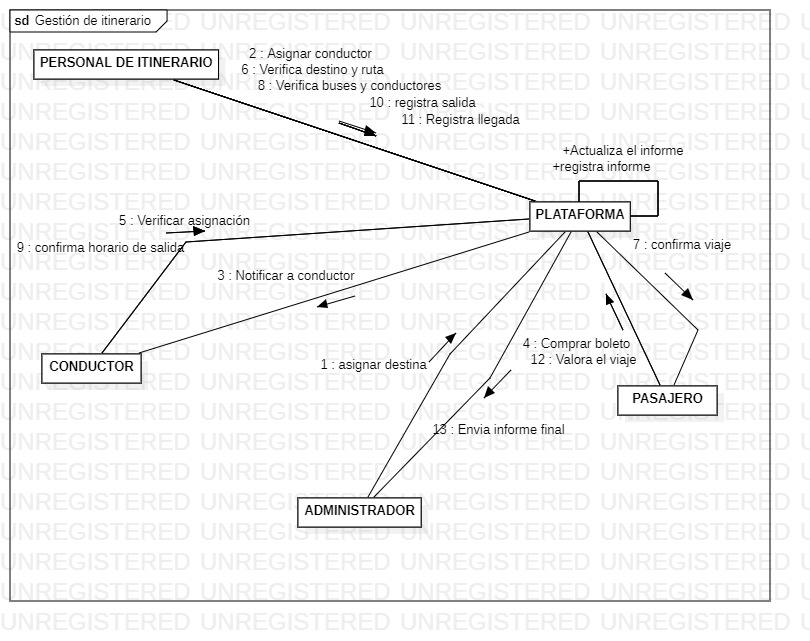 sd Gestión de itinerario
PERSONAL DE ITINERARIO
2 : Asignar conductor
6 : Verifica destino y ruta
8 : Verifica buses y conductores
10 : registra salida
11 : Registra llegada
+Actualiza el informe
+registra informe
PLATAFORMA
5 : Verificar asignación
9 : confirma horario de salida
7 : confirma viaje
3 : Notificar a conductor
4 : Comprar boleto
12 : Valora el viaje
1 : asignar destina
CONDUCTOR
PASAJERO
13 : Envia informe final
ADMINISTRADOR
UNREGISTERED